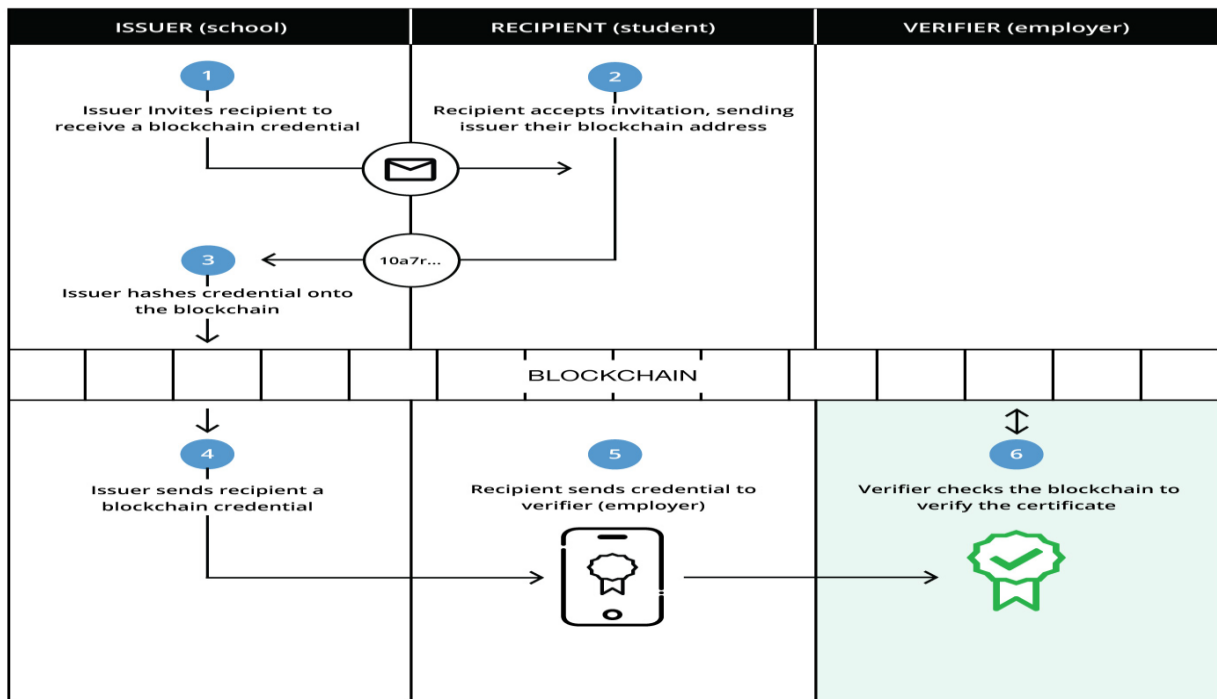 ISSUER (school)
RECIPIENT (student)
VERIFIER (employer)
1
Issuer Invites recipient to
receive a blockchain credential
2
Recipient accepts invitation, sending
issuer their blockchain address
10a7r...
3
Issuer hashes credential onto
the blockchain
BLOCKCHAIN
4
Issuer sends recipient a
blockchain credential
5
Recipient sends credential to
verifier (employer)
6
Verifier checks the blockchain to
verify the certificate